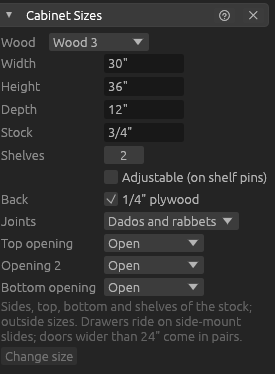 Cabinet Sizes
Wood Wood 3
Width 30"
Height 36"
Depth 12"
Stock 3/4"
Shelves 2
Adjustable (on shelf pins)
Back 1/4" plywood
Joints Dados and rabbets
Top opening Open
Opening 2 Open
Bottom opening Open
Sides, top, bottom and shelves of the stock;
outside sizes. Drawers ride on side-mount
slides; doors wider than 24" come in pairs.
Change size